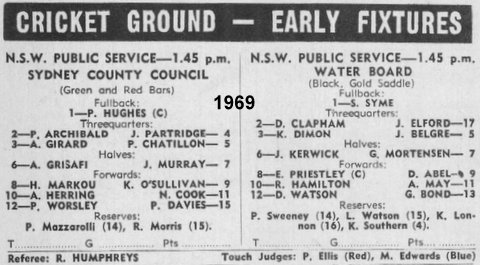 CRICKET GROUND — EARLY FIXTURES
N.S.W. PUBLIC SERVICE—1.45 p.m.
SYDNEY COUNTY COUNCIL
(Green and Red Bars)
Fullback:
1—P. HUGHES (C)
Threequarters:
2—P. ARCHIBALD J. PARTRIDGE— 4
3—A. GIRARD P. CHATILLON— 5
Halves:
6—A. GRISAFI J. MURRAY— 7
Forwards:
8—H. MARKOU K. O'SULLIVAN— 9
10—A. HERRING N. COOK—11
12—P. WORSLEY P. DAVIES—15
Reserves:
P. Mazzarolli (14), R. Morris (15).
T.......... G.......... Pts ..........
1969
N.S.W. PUBLIC SERVICE—1.45 p.m.
WATER BOARD
(Black, Gold Saddle)
Fullback:
1—S. SYME
Threequarters:
2—D. CLAPHAM J. ELFORD—17
3—K. DIMON J. BELGRE— 5
Halves:
6—J. KERWICK G. MORTENSEN— 7
Forwards:
8—E. PRIESTLEY (C) D. ABEL— 9
10—R. HAMILTON A. MAY—11
12—D. WATSON G. BOND—13
Reserves:
P. Sweeney (14), L. Watson (15), K. Lon-
non (16), K. Southern (4).
T.......... G.......... Pts ..........
Referee: R. HUMPHREYS Touch Judges: P. Ellis (Red), M. Edwards (Blue)